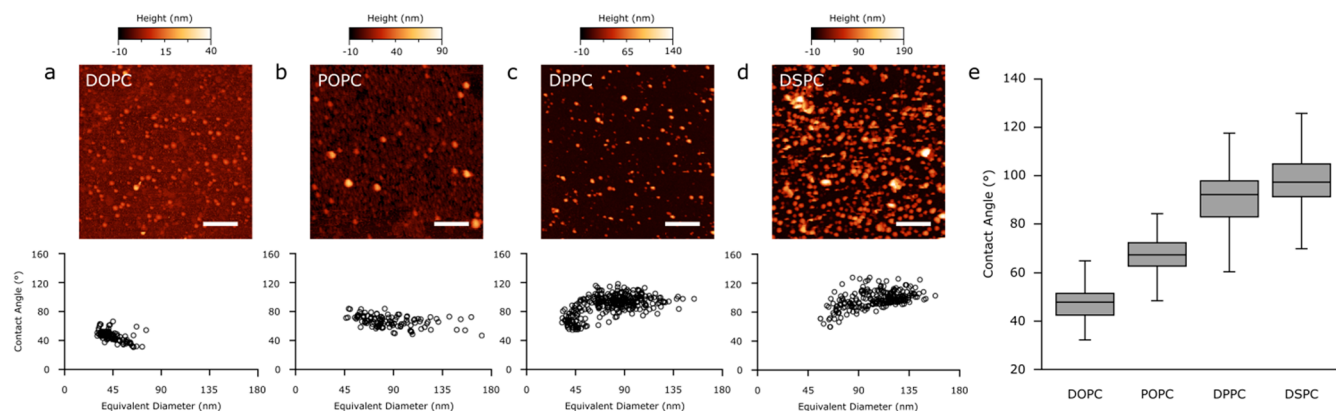 Height (nm)
-10 15 40
Height (nm)
-10 40 90
Height (nm)
-10 65 140
Height (nm)
-10 90 190
a DOPC
b POPC
c DPPC
d DSPC
Contact Angle (°)
160
120
80
40
0
0 45 90 135 180
Equivalent Diameter (nm)
160
120
80
40
0
0 45 90 135 180
Equivalent Diameter (nm)
160
120
80
40
0
0 45 90 135 180
Equivalent Diameter (nm)
160
120
80
40
0
0 45 90 135 180
Equivalent Diameter (nm)
e
Contact Angle (°)
140
120
100
80
60
40
20
DOPC POPC DPPC DSPC